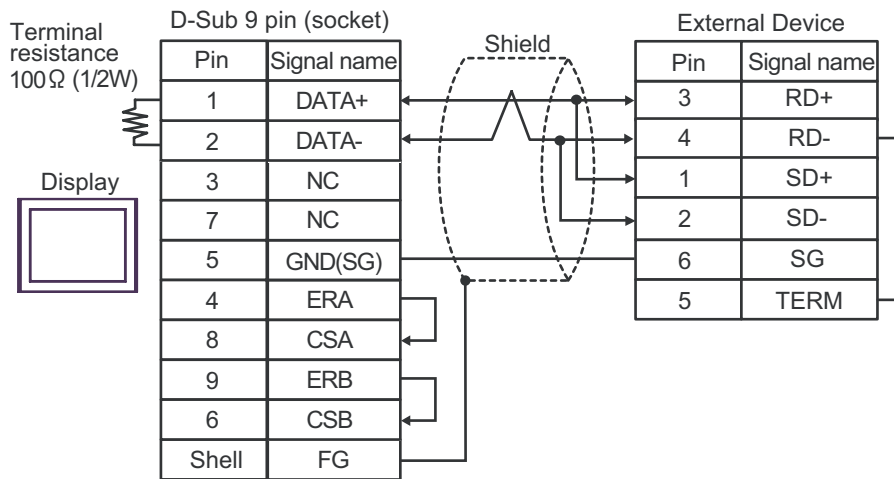 Terminal
resistance
100Ω (1/2W)
Display
D-Sub 9 pin (socket)
Pin Signal name
1 DATA+
2 DATA-
3 NC
7 NC
5 GND(SG)
4 ERA
8 CSA
9 ERB
6 CSB
Shell FG
Shield
External Device
Pin Signal name
3 RD+
4 RD-
1 SD+
2 SD-
6 SG
5 TERM